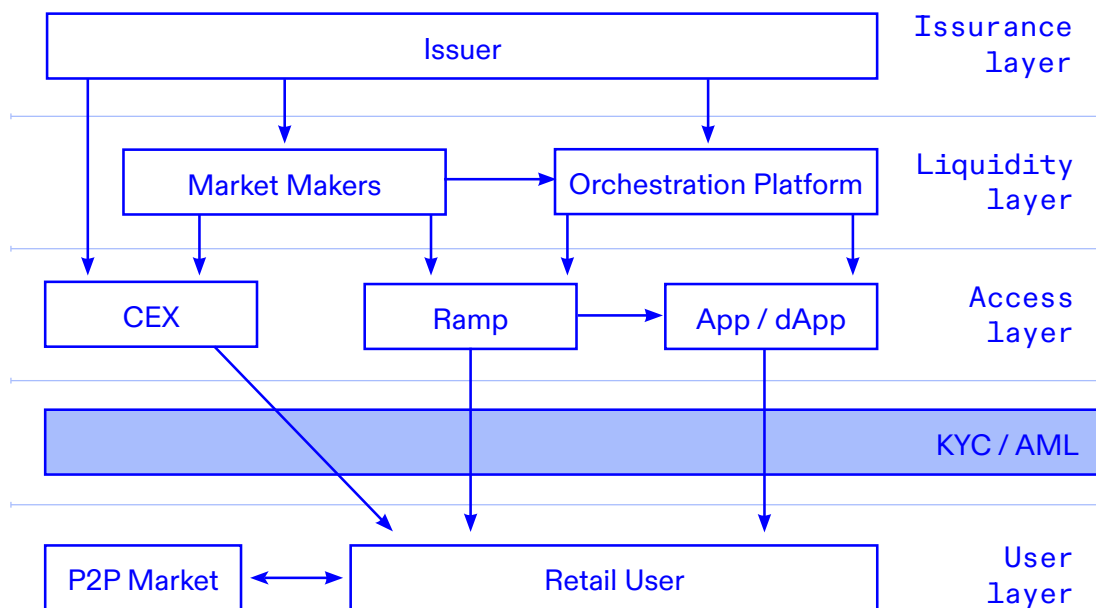 Issuer
Issurance
layer
Market Makers
Orchestration Platform
Liquidity
layer
CEX
Ramp
App / dApp
Access
layer
KYC / AML
P2P Market
Retail User
User
layer